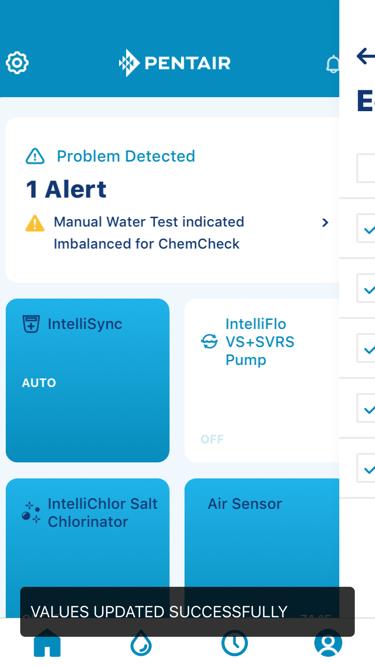 PENTAIR
Problem Detected
1 Alert
Manual Water Test indicated
Imbalanced for ChemCheck
IntelliSync
AUTO
IntelliFlo
VS+SVRS
Pump
OFF
IntelliChlor Salt
Chlorinator
Air Sensor
VALUES UPDATED SUCCESSFULLY